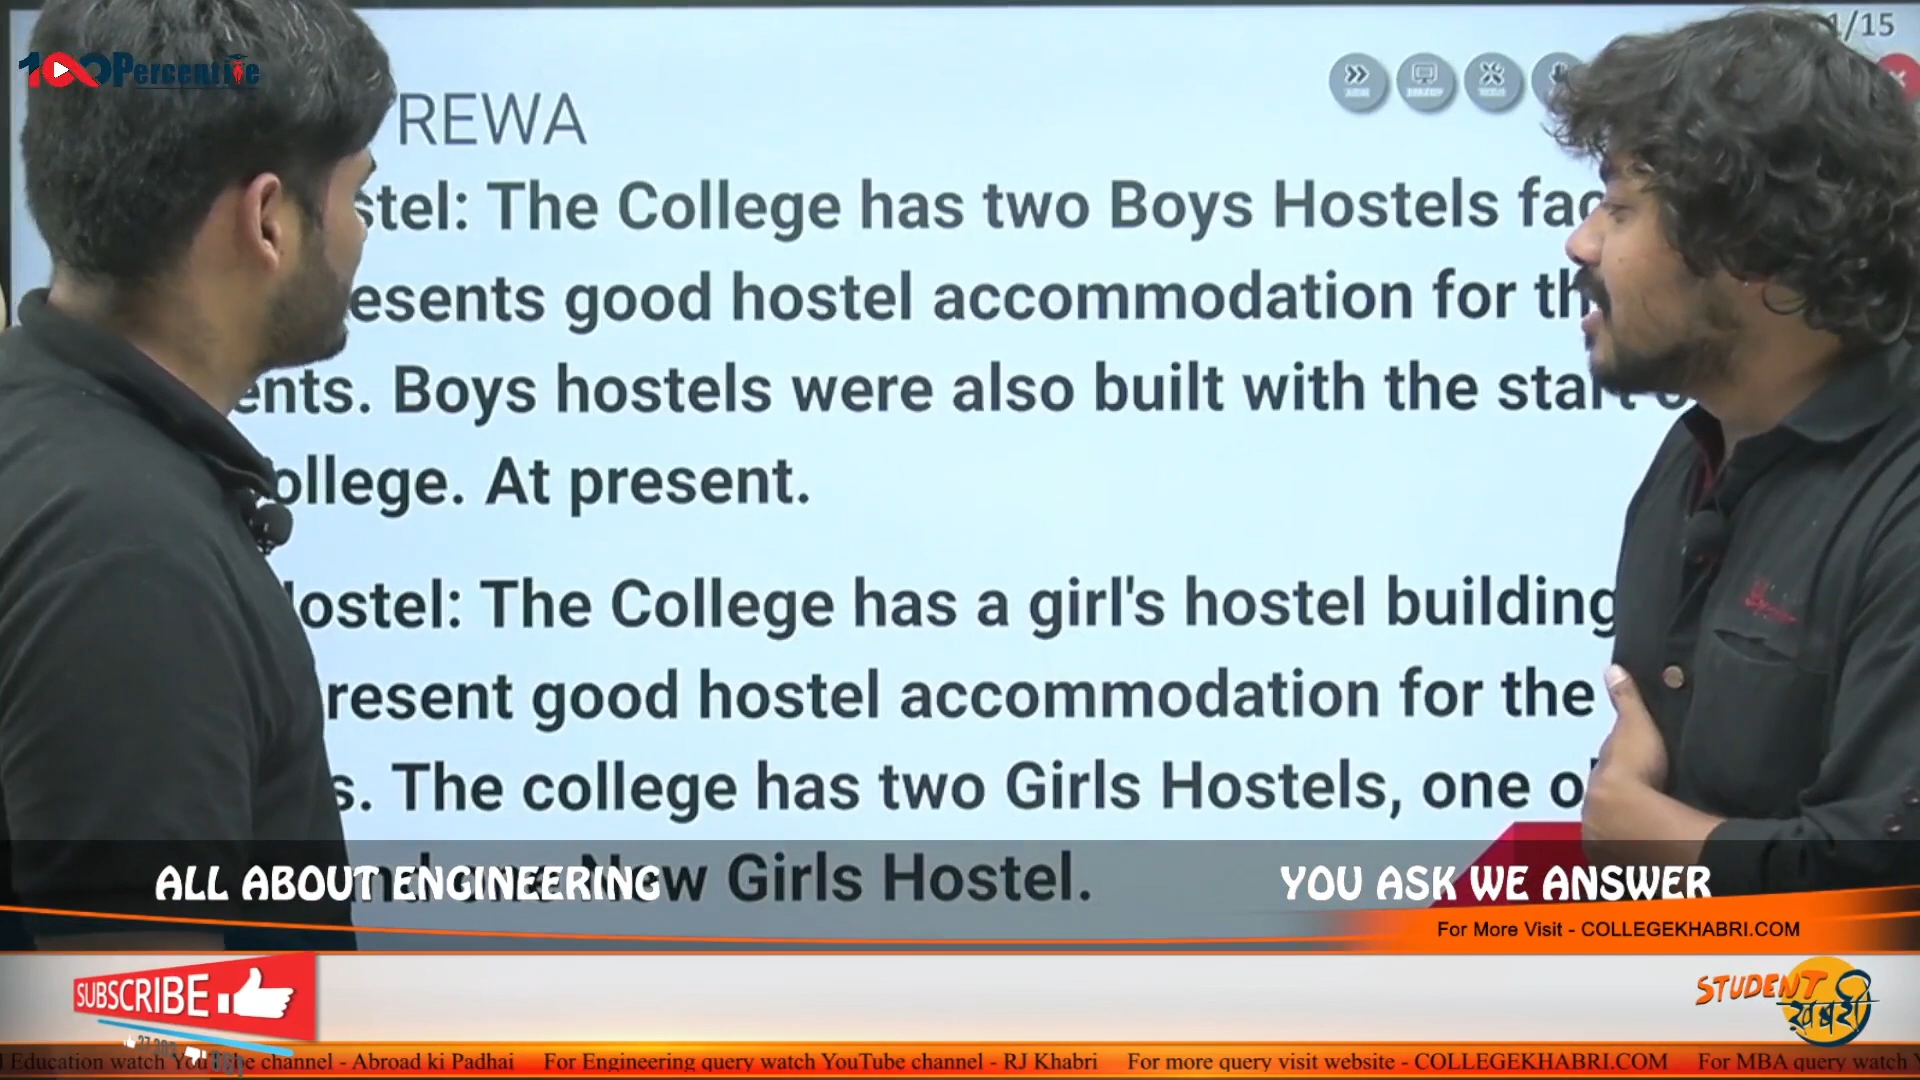 100Percentile
1/15
REWA
stel: The College has two Boys Hostels fac
esents good hostel accommodation for th
ents. Boys hostels were also built with the start
ollege. At present.
ostel: The College has a girl's hostel building
resent good hostel accommodation for the
s. The college has two Girls Hostels, one ol
New Girls Hostel.
ALL ABOUT ENGINEERING
YOU ASK WE ANSWER
For More Visit - COLLEGEKHABRI.COM
SUBSCRIBE
STUDENT
खबरी
Education watch YouTube channel - Abroad ki Padhai For Engineering query watch YouTube channel - RJ Khabri For more query visit website - COLLEGEKHABRI.COM For MBA query watch